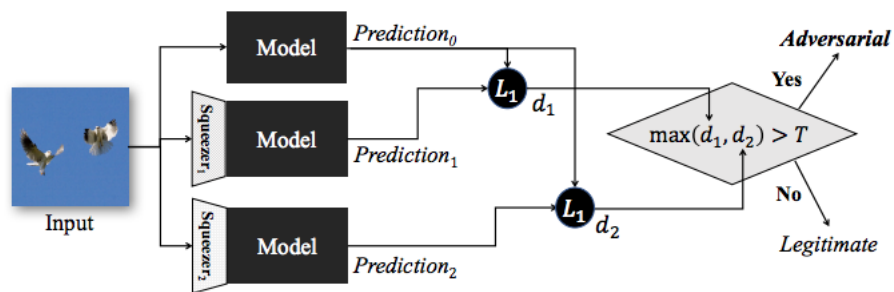 Model
Prediction₀
Adversarial
Yes
L₁
d₁
Squeezer₁
Model
Prediction₁
max(d₁, d₂) > T
Input
No
L₁
d₂
Squeezer₂
Model
Prediction₂
Legitimate